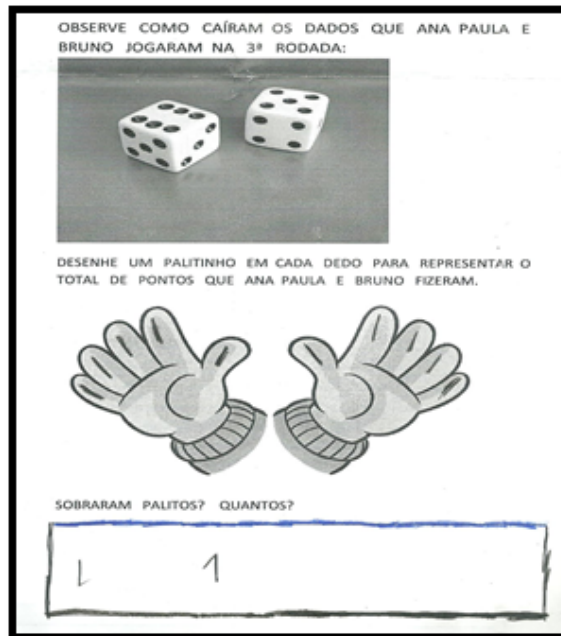 OBSERVE COMO CAÍRAM OS DADOS QUE ANA PAULA E
BRUNO JOGARAM NA 3ª RODADA:
DESENHE UM PALITINHO EM CADA DEDO PARA REPRESENTAR O
TOTAL DE PONTOS QUE ANA PAULA E BRUNO FIZERAM.
SOBRARAM PALITOS? QUANTOS?
1